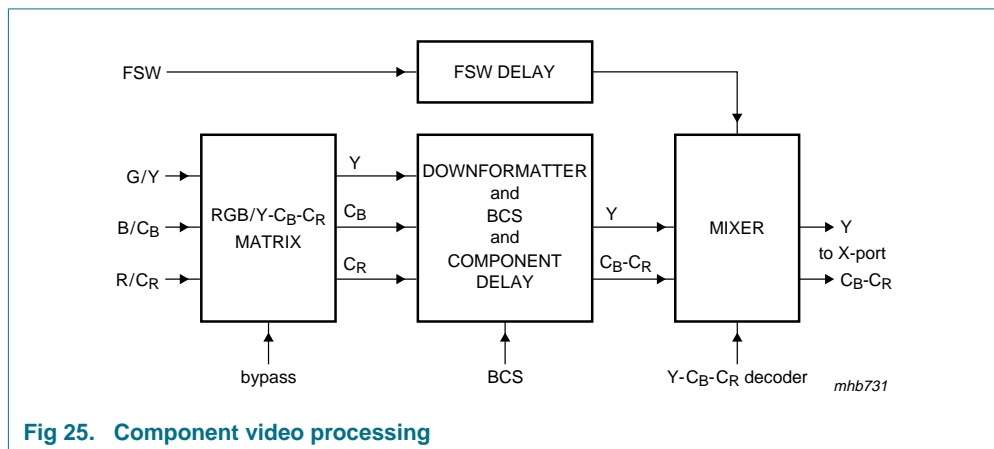 FSW
FSW DELAY
G/Y
B/CB
R/CR
RGB/Y-CB-CR
MATRIX
Y
CB
CR
DOWNFORMATTER
and
BCS
and
COMPONENT
DELAY
Y
CB-CR
MIXER
Y
to X-port
CB-CR
bypass
BCS
Y-CB-CR decoder
mhb731
Fig 25. Component video processing